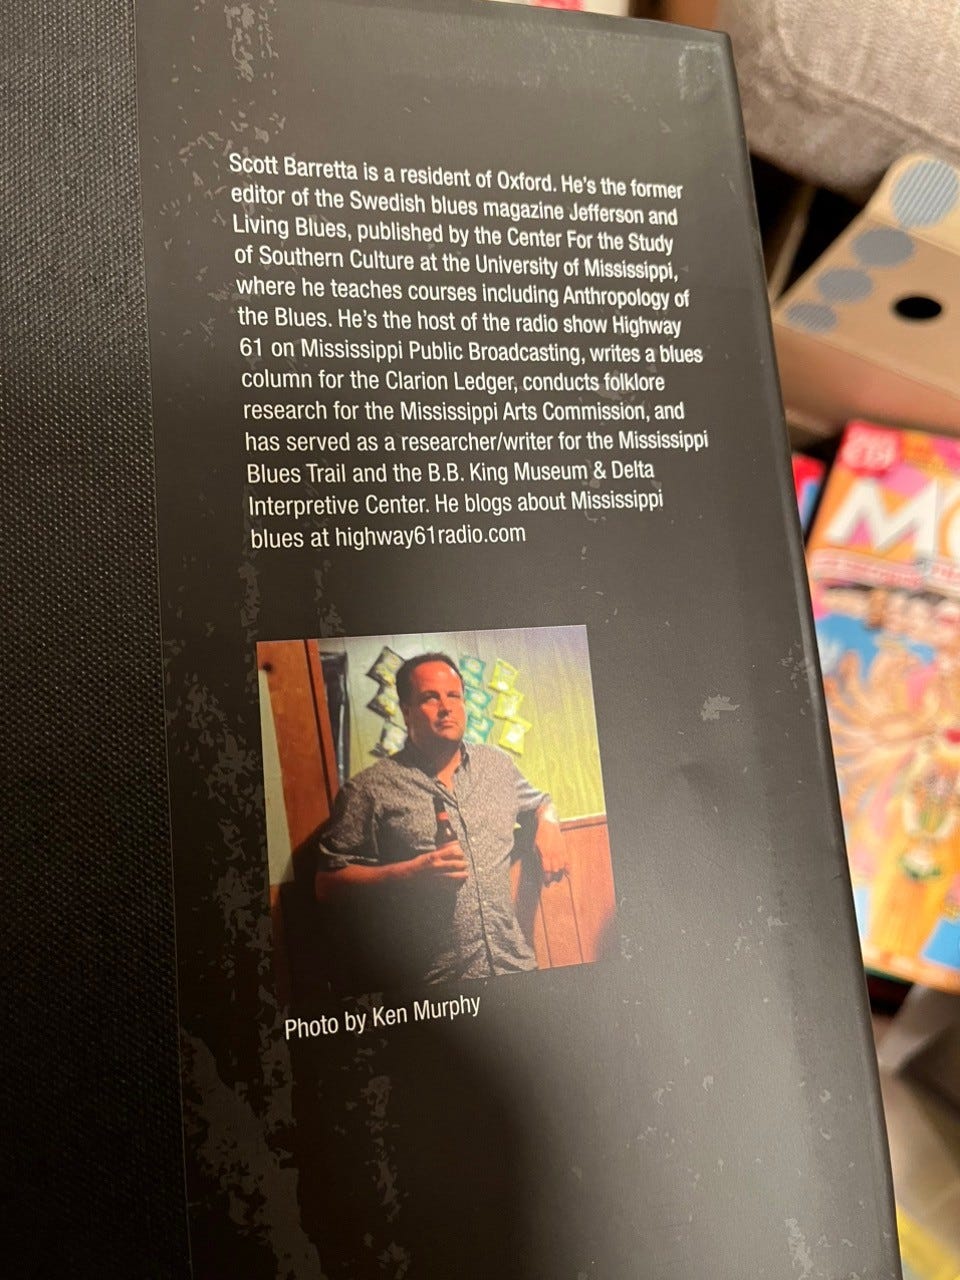 Scott Barretta is a resident of Oxford. He's the former
editor of the Swedish blues magazine Jefferson and
Living Blues, published by the Center For the Study
of Southern Culture at the University of Mississippi,
where he teaches courses including Anthropology of
the Blues. He's the host of the radio show Highway
61 on Mississippi Public Broadcasting, writes a blues
column for the Clarion Ledger, conducts folklore
research for the Mississippi Arts Commission, and
has served as a researcher/writer for the Mississippi
Blues Trail and the B.B. King Museum & Delta
Interpretive Center. He blogs about Mississippi
blues at highway61radio.com
Photo by Ken Murphy